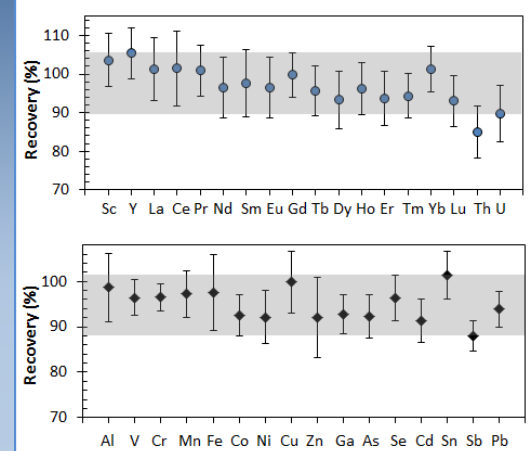 110
100
90
80
70
Recovery (%)
Sc Y La Ce Pr Nd Sm Eu Gd Tb Dy Ho Er Tm Yb Lu Th U
100
90
80
70
Recovery (%)
Al V Cr Mn Fe Co Ni Cu Zn Ga As Se Cd Sn Sb Pb